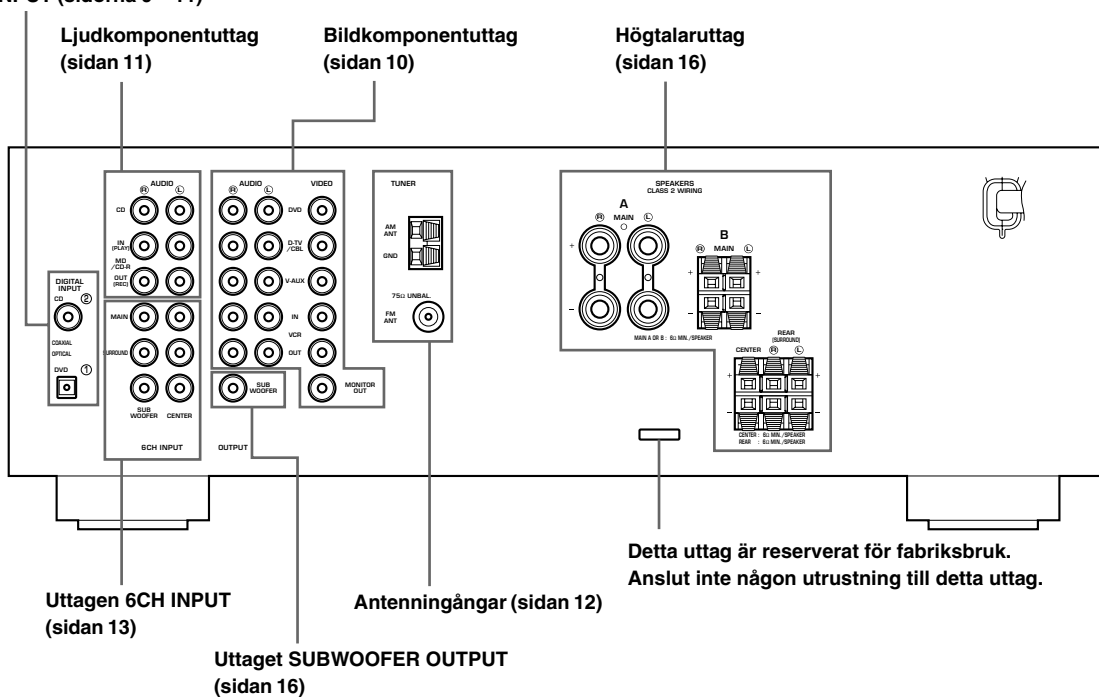 Ljudkomponentuttag
(sidan 11)
Bildkomponentuttag
(sidan 10)
Högtalaruttag
(sidan 16)
AUDIO
R L
CD
IN
(PLAY)
MD
/CD-R
OUT
(REC)
DIGITAL
INPUT
CD 2
COAXIAL
OPTICAL
DVD 1
MAIN
SURROUND
SUB
WOOFER CENTER
6CH INPUT
AUDIO VIDEO
R L
DVD
D-TV
/CBL
V-AUX
IN
VCR
OUT
SUB
WOOFER
MONITOR
OUT
OUTPUT
TUNER
AM
ANT
GND
75Ω UNBAL.
FM
ANT
SPEAKERS
CLASS 2 WIRING
A
R MAIN L
+
–
B
R MAIN L
+ +
– –
MAIN A OR B : 6Ω MIN./SPEAKER
REAR
(SURROUND)
CENTER R L
+ +
– –
CENTER : 6Ω MIN./SPEAKER
REAR : 6Ω MIN./SPEAKER
Detta uttag är reserverat för fabriksbruk.
Anslut inte någon utrustning till detta uttag.
Uttagen 6CH INPUT
(sidan 13)
Antenningångar (sidan 12)
Uttaget SUBWOOFER OUTPUT
(sidan 16)